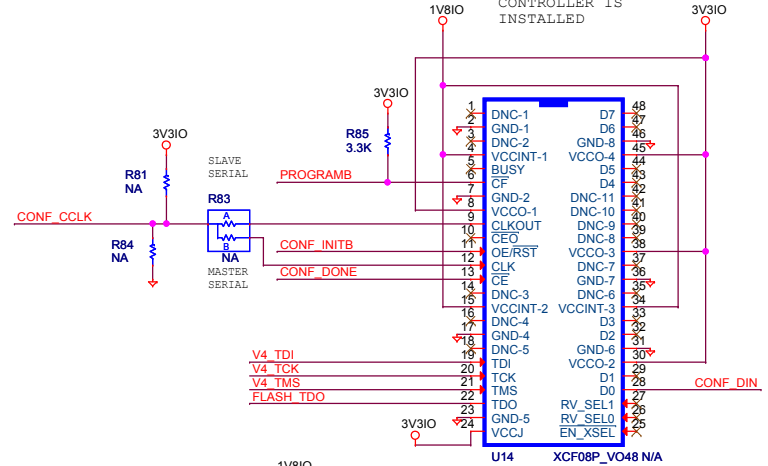 CONTROLLER IS
INSTALLED
1V8IO
3V3IO
3V3IO
R85
3.3K
3V3IO
R81
NA
SLAVE
SERIAL
PROGRAMB
R83
A
B
NA
CONF_CCLK
R84
NA
MASTER
SERIAL
CONF_INITB
CONF_DONE
V4_TDI
V4_TCK
V4_TMS
FLASH_TDO
3V3IO
1 DNC-1
2 GND-1
3 DNC-2
4 VCCINT-1
5 BUSY
6 CF
7 GND-2
8 VCCO-1
9 CLKOUT
10 CEO
11 OE/RST
12 CLK
13 CE
14 DNC-3
15 VCCINT-2
16 DNC-4
17 GND-4
18 DNC-5
19 TDI
20 TCK
21 TMS
22 TDO
23 GND-5
24 VCCJ
D7 48
D6 47
GND-8 46
VCCO-4 45
D5 44
D4 43
DNC-11 42
DNC-10 41
DNC-9 40
DNC-8 39
VCCO-3 38
DNC-7 37
GND-7 36
DNC-6 35
VCCINT-3 34
D3 33
D2 32
GND-6 31
VCCO-2 30
D1 29
D0 28
RV_SEL1 27
RV_SEL0 26
EN_XSEL 25
CONF_DIN
U14
XCF08P_VO48 N/A
1V8IO